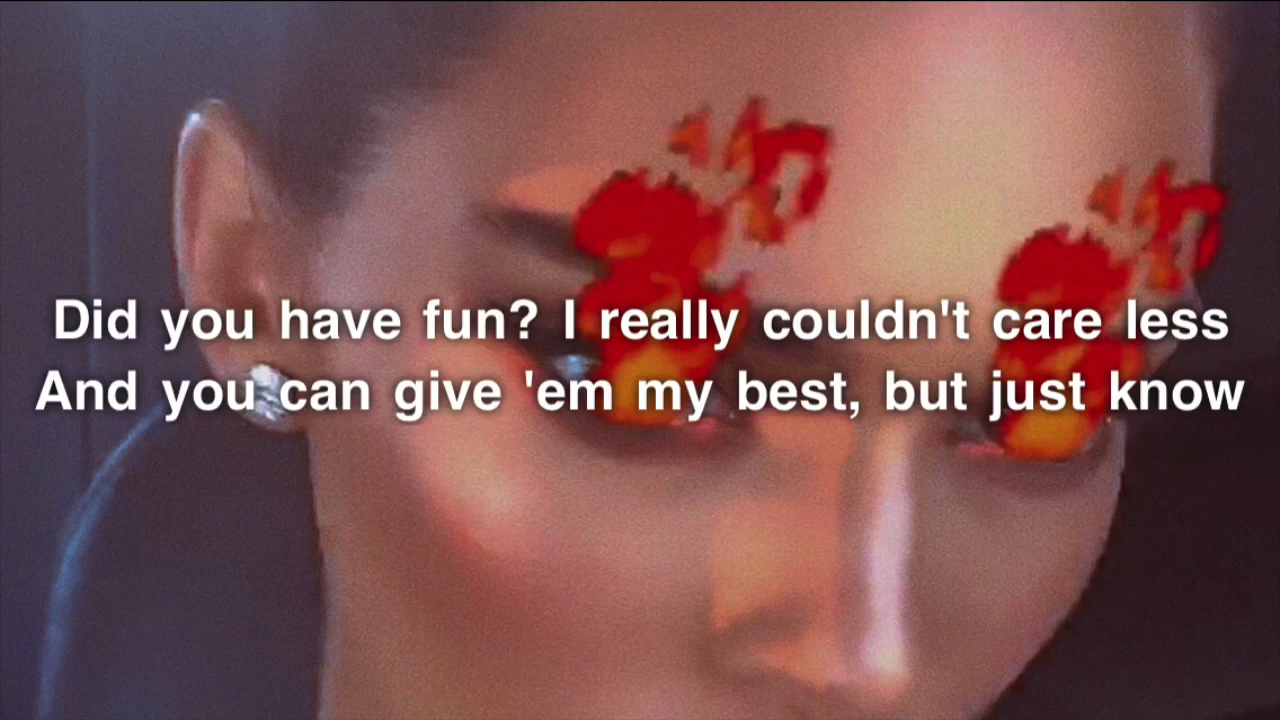 Did you have fun? I really couldn't care less
And you can give 'em my best, but just know